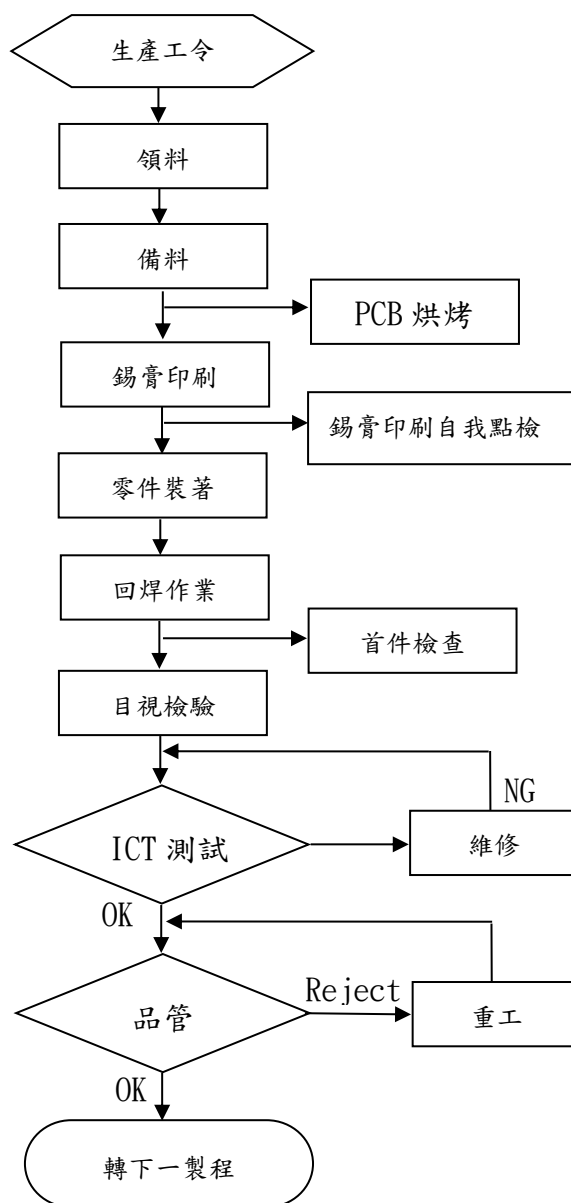 生產工令
領料
備料
PCB 烘烤
錫膏印刷
錫膏印刷自我點檢
零件裝著
回焊作業
首件檢查
目視檢驗
NG
ICT 測試
維修
OK
Reject
品管
重工
OK
轉下一製程